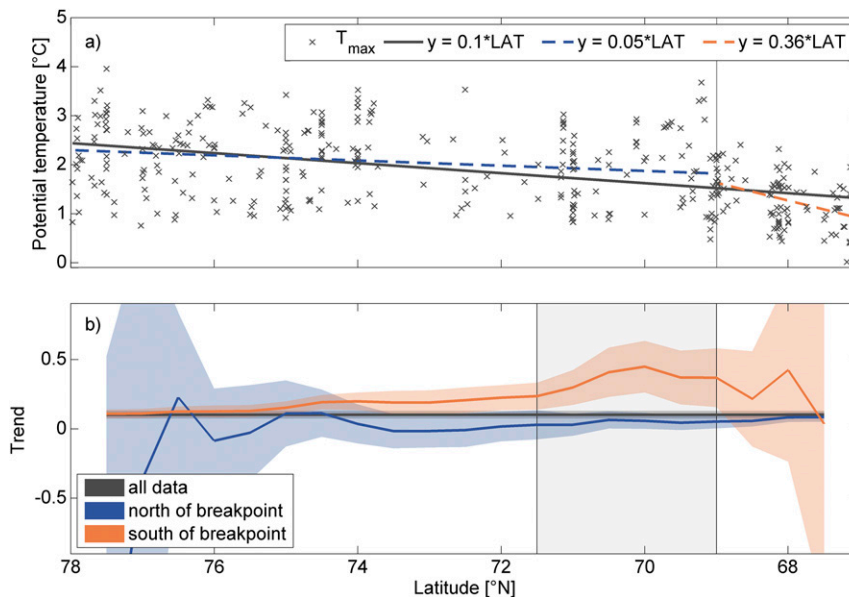 a)
T_max y = 0.1*LAT y = 0.05*LAT y = 0.36*LAT
Potential temperature [°C]
5
4
3
2
1
0
b)
Trend
0.5
0
-0.5
all data
north of breakpoint
south of breakpoint
78 76 74 72 70 68
Latitude [°N]